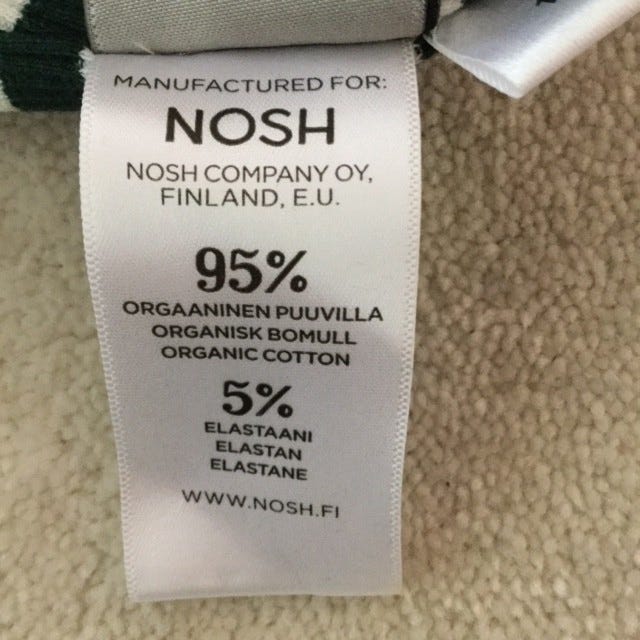 MANUFACTURED FOR:
NOSH
NOSH COMPANY OY,
FINLAND, E.U.
95%
ORGAANINEN PUUVILLA
ORGANISK BOMULL
ORGANIC COTTON
5%
ELASTAANI
ELASTAN
ELASTANE
WWW.NOSH.FI